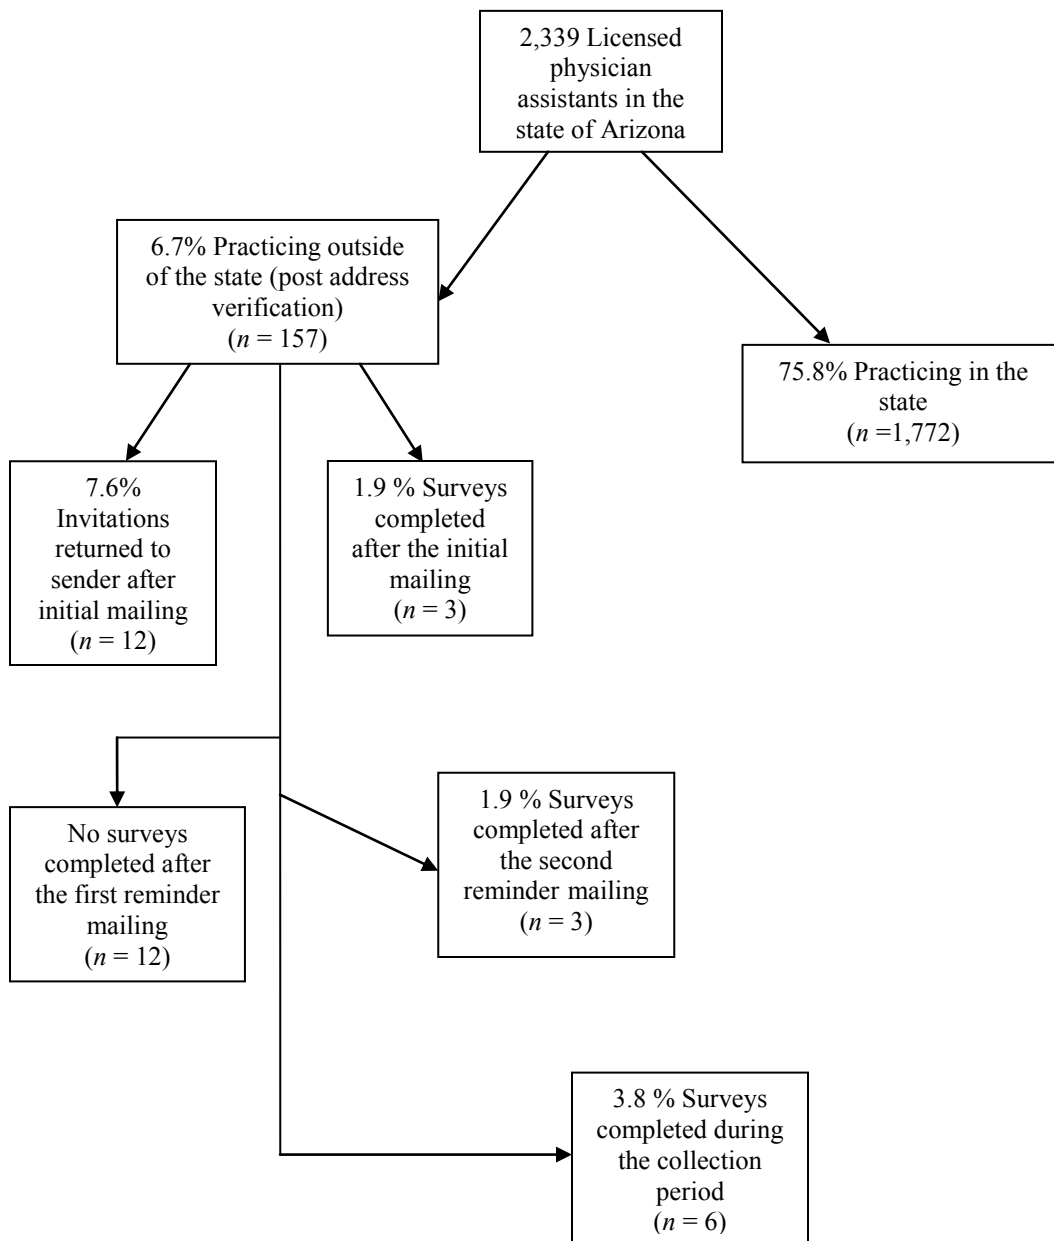 2,339 Licensed
physician
assistants in the
state of Arizona
6.7% Practicing outside
of the state (post address
verification)
(n = 157)
75.8% Practicing in the
state
(n =1,772)
7.6%
Invitations
returned to
sender after
initial mailing
(n = 12)
1.9 % Surveys
completed
after the initial
mailing
(n = 3)
No surveys
completed after
the first reminder
mailing
(n = 12)
1.9 % Surveys
completed after
the second
reminder mailing
(n = 3)
3.8 % Surveys
completed during
the collection
period
(n = 6)